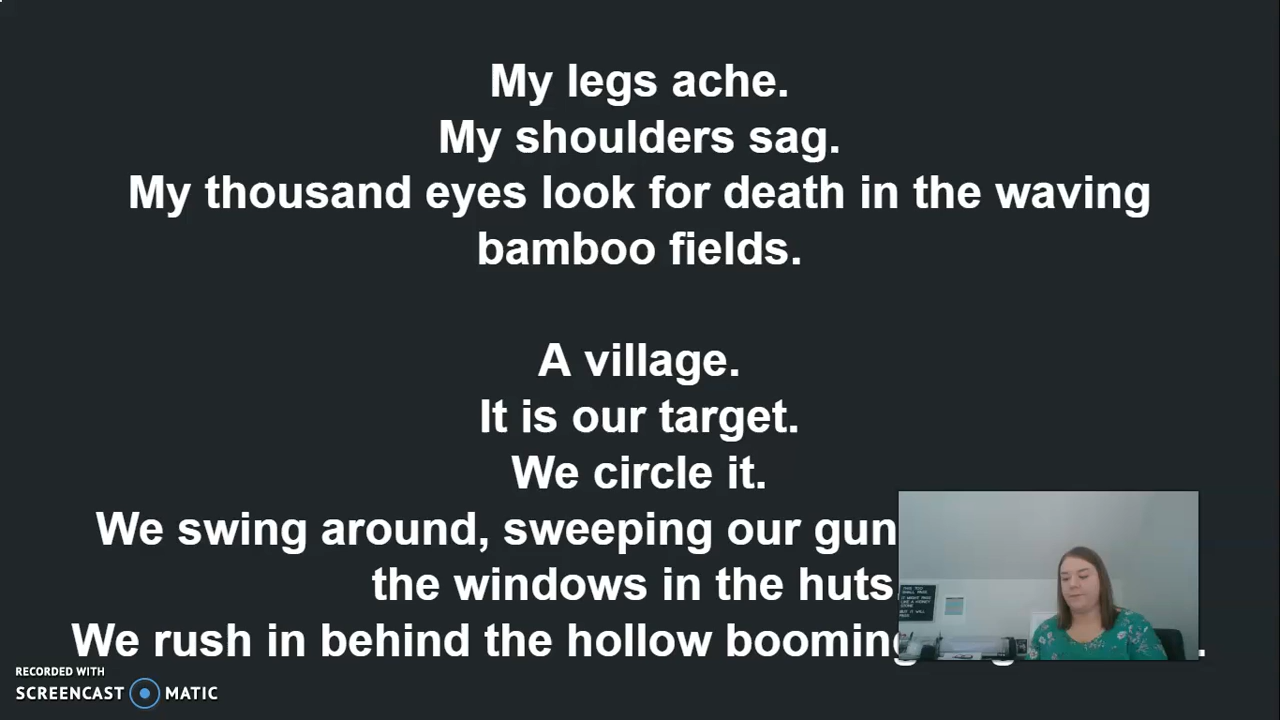 My legs ache.
My shoulders sag.
My thousand eyes look for death in the waving
bamboo fields.
A village.
It is our target.
We circle it.
We swing around, sweeping our gun
the windows in the huts
We rush in behind the hollow booming
RECORDED WITH
SCREENCAST MATIC